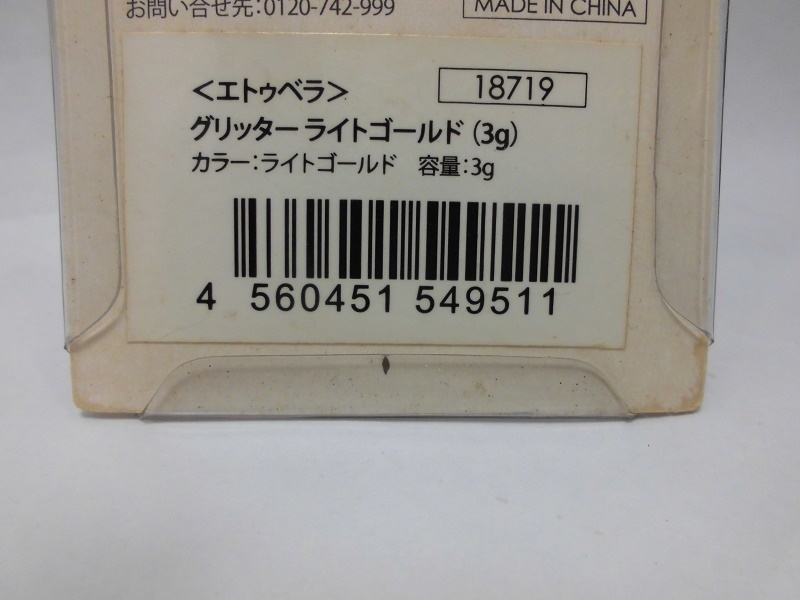 お問い合せ先:0120-742-999
MADE IN CHINA
<エトゥベラ>
18719
グリッター ライトゴールド (3g)
カラー:ライトゴールド 容量:3g
4 560451 549511